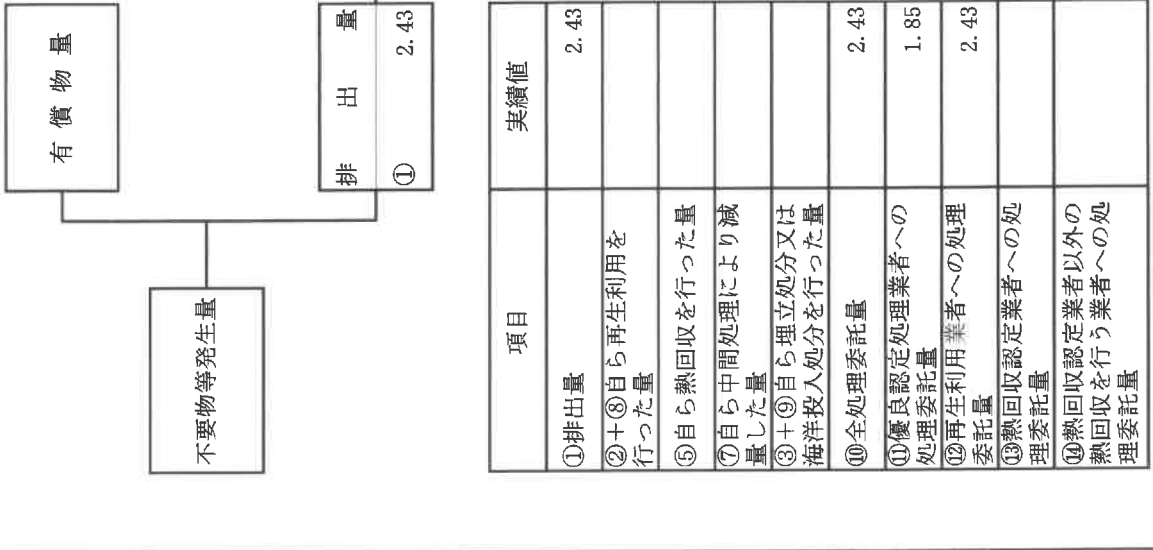 有償物量
不要物等発生量
排出量
① 2.43
項目 実績値
①排出量 2.43
②+⑧自ら再生利用を
行った量
⑤自ら熱回収を行った量
⑦自ら中間処理により減
量した量
③+⑨自ら埋立処分又は
海洋投入処分を行った量
⑩全処理委託量 2.43
⑪優良認定処理業者への
処理委託量 1.85
⑫再生利用業者への処理
委託量 2.43
⑬熱回収認定業者への処
理委託量
⑭熱回収認定業者以外の
熱回収を行う業者への処
理委託量